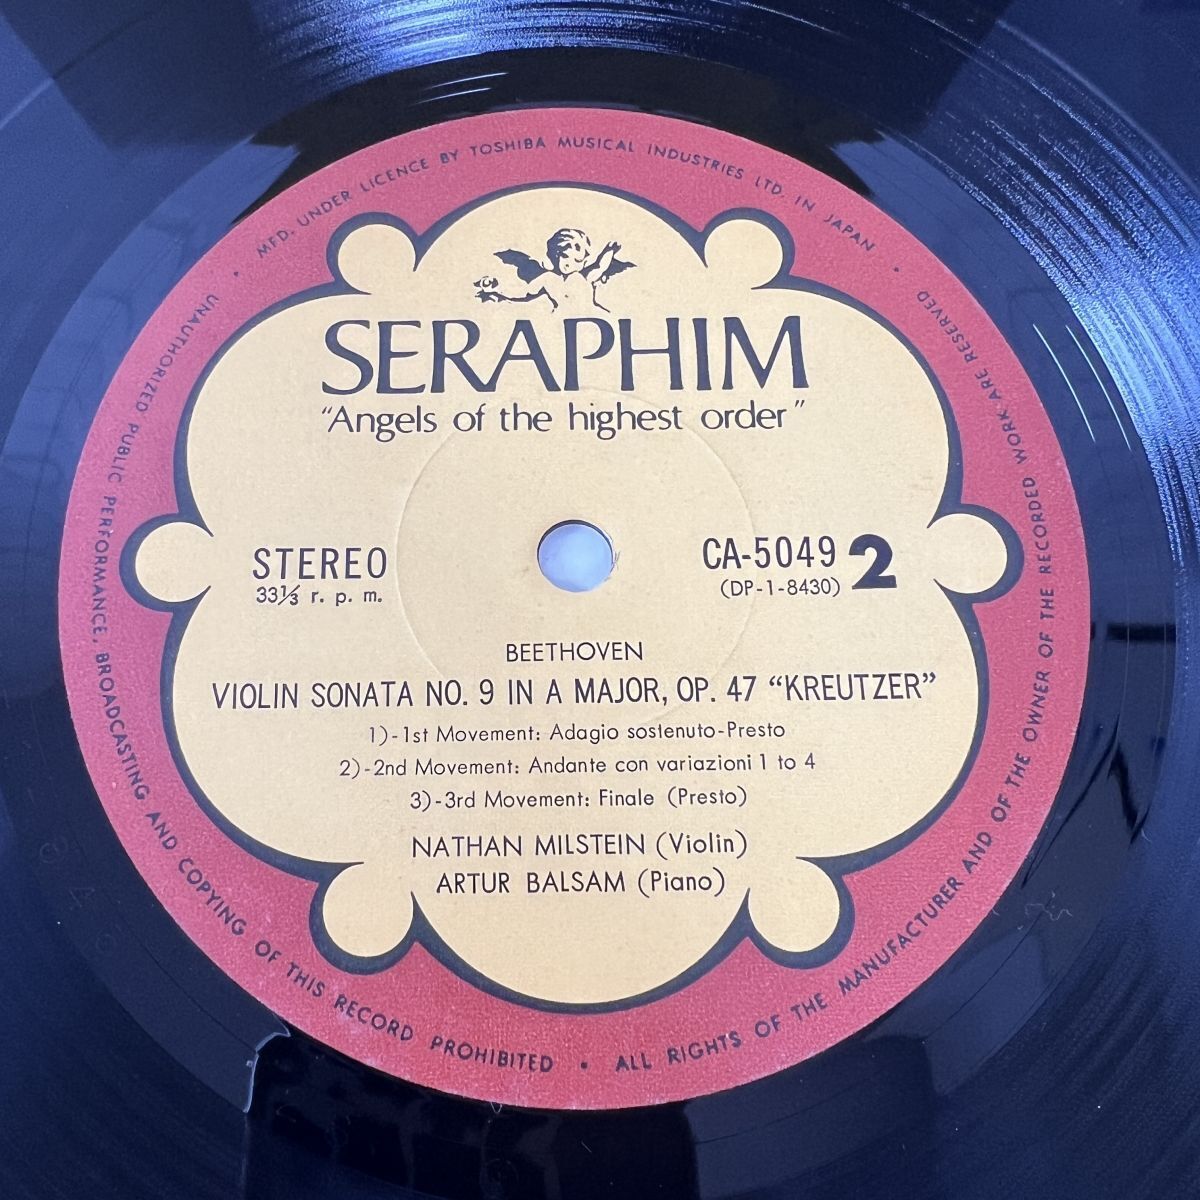 MFD. UNDER LICENCE BY TOSHIBA MUSICAL INDUSTRIES LTD. IN JAPAN •
SERAPHIM
"Angels of the highest order"
STEREO
33⅓ r. p. m.
CA-5049 2
(DP-1-8430)
BEETHOVEN
VIOLIN SONATA NO. 9 IN A MAJOR, OP. 47 "KREUTZER"
1)-1st Movement: Adagio sostenuto-Presto
2)-2nd Movement: Andante con variazioni 1 to 4
3)-3rd Movement: Finale (Presto)
NATHAN MILSTEIN (Violin)
ARTUR BALSAM (Piano)
• UNAUTHORIZED PUBLIC PERFORMANCE, BROADCASTING AND COPYING OF THIS RECORD PROHIBITED • ALL RIGHTS OF THE MANUFACTURER AND OF THE OWNER OF THE RECORDED WORK ARE RESERVED